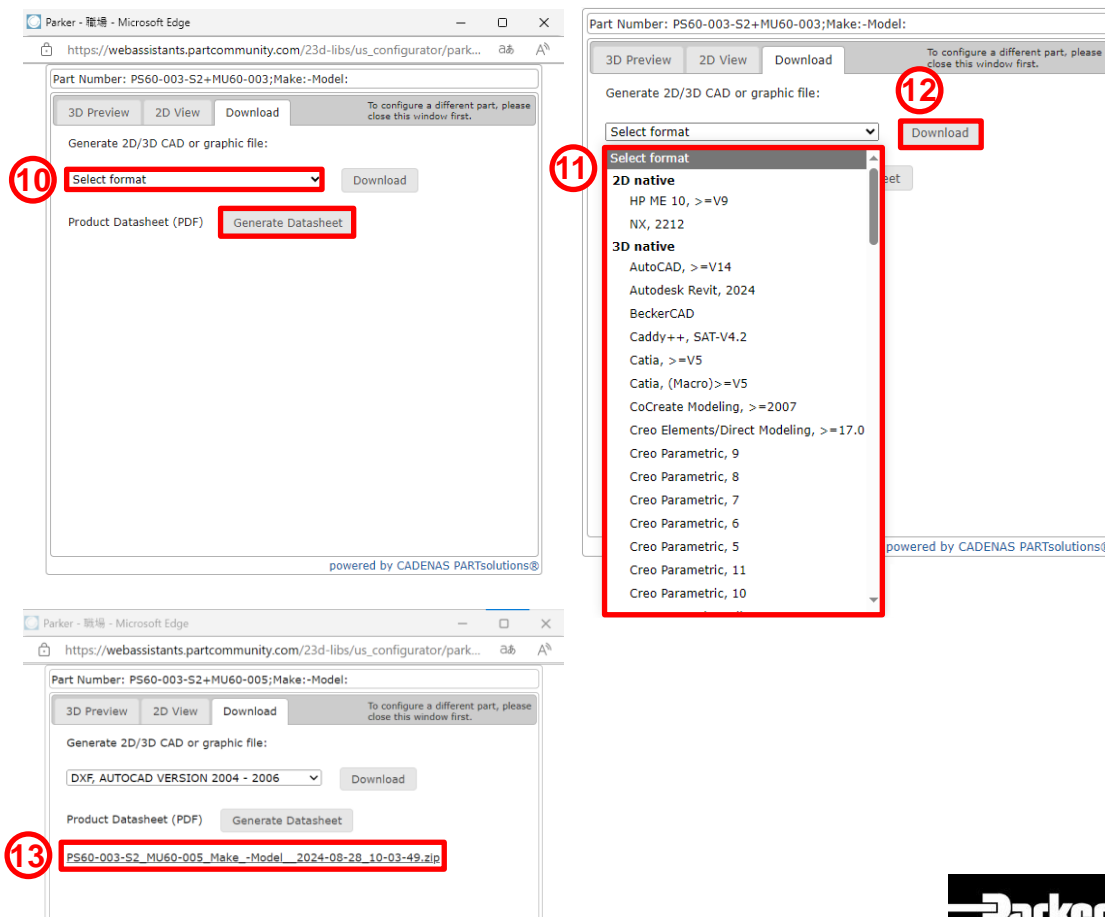 Parker - 職場 - Microsoft Edge
https://webassistants.partcommunity.com/23d-libs/us_configurator/park...
Part Number: PS60-003-S2+MU60-003;Make:-Model:
3D Preview 2D View Download To configure a different part, please
close this window first.
Generate 2D/3D CAD or graphic file:
10 Select format Download
Product Datasheet (PDF) Generate Datasheet
powered by CADENAS PARTsolutions®
Part Number: PS60-003-S2+MU60-003;Make:-Model:
3D Preview 2D View Download To configure a different part, please
close this window first.
Generate 2D/3D CAD or graphic file:
12
Select format Download
11
Select format
2D native
eet
HP ME 10, >=V9
NX, 2212
3D native
AutoCAD, >=V14
Autodesk Revit, 2024
BeckerCAD
Caddy++, SAT-V4.2
Catia, >=V5
Catia, (Macro)>=V5
CoCreate Modeling, >=2007
Creo Elements/Direct Modeling, >=17.0
Creo Parametric, 9
Creo Parametric, 8
Creo Parametric, 7
Creo Parametric, 6
Creo Parametric, 5
Creo Parametric, 11
Creo Parametric, 10
powered by CADENAS PARTsolutions®
Parker - 職場 - Microsoft Edge
https://webassistants.partcommunity.com/23d-libs/us_configurator/park...
Part Number: PS60-003-S2+MU60-005;Make:-Model:
3D Preview 2D View Download To configure a different part, please
close this window first.
Generate 2D/3D CAD or graphic file:
DXF, AUTOCAD VERSION 2004 - 2006 Download
Product Datasheet (PDF) Generate Datasheet
13 PS60-003-S2_MU60-005_Make_-Model__2024-08-28_10-03-49.zip